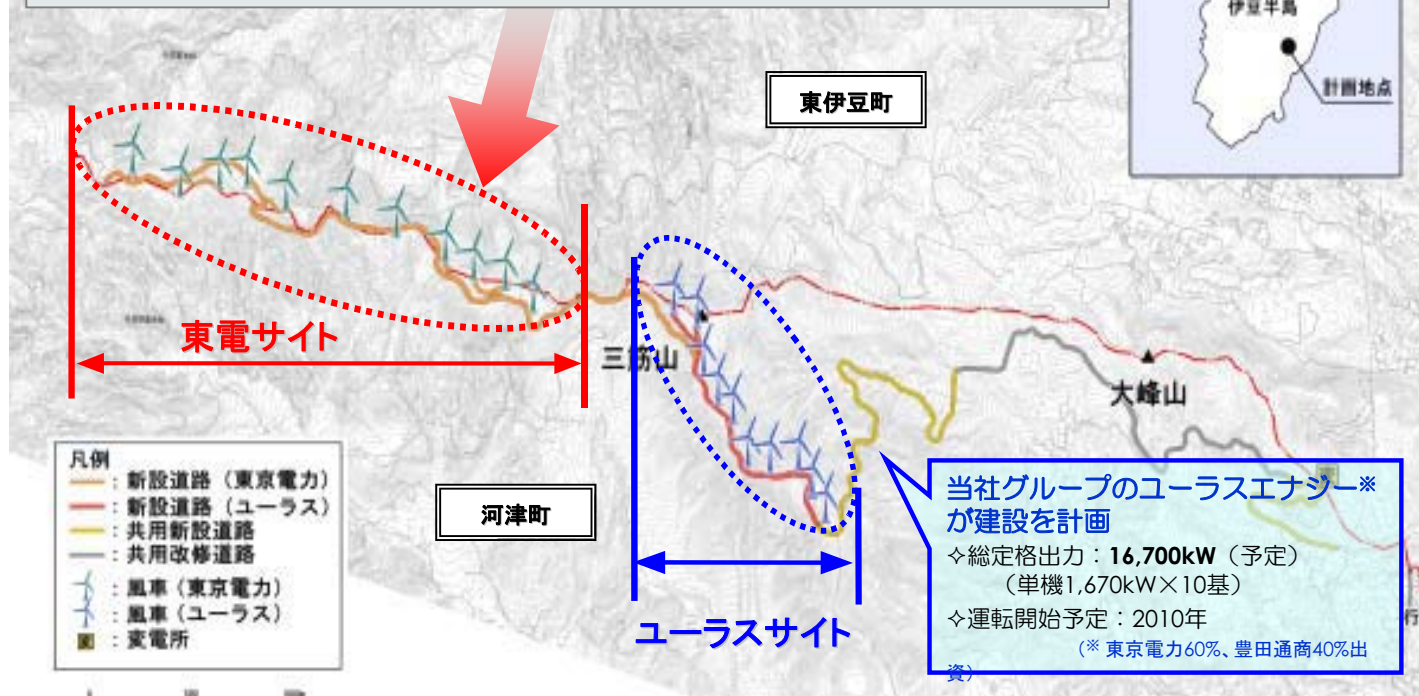 伊豆半島
計画地点
東伊豆町
東電サイト
三筋山
大峰山
凡例
：新設道路（東京電力）
：新設道路（ユーラス）
：共用新設道路
：共用改修道路
：風車（東京電力）
：風車（ユーラス）
：変電所
河津町
ユーラスサイト
当社グループのユーラスエナジー※
が建設を計画
✧総定格出力：16,700kW（予定）
（単機1,670kW×10基）
✧運転開始予定：2010年
（※ 東京電力60%、豊田通商40%出
資）
行